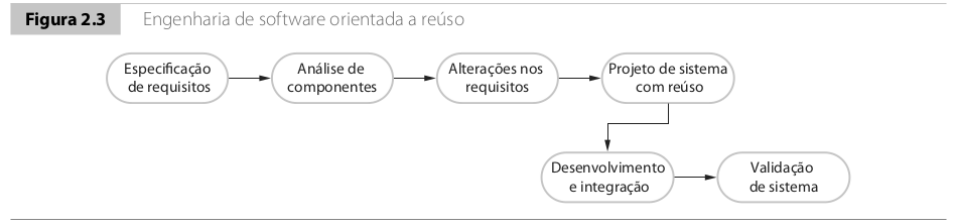 Figura 2.3 Engenharia de software orientada a reúso
Especificação
de requisitos
Análise de
componentes
Alterações nos
requisitos
Projeto de sistema
com reúso
Desenvolvimento
e integração
Validação
de sistema